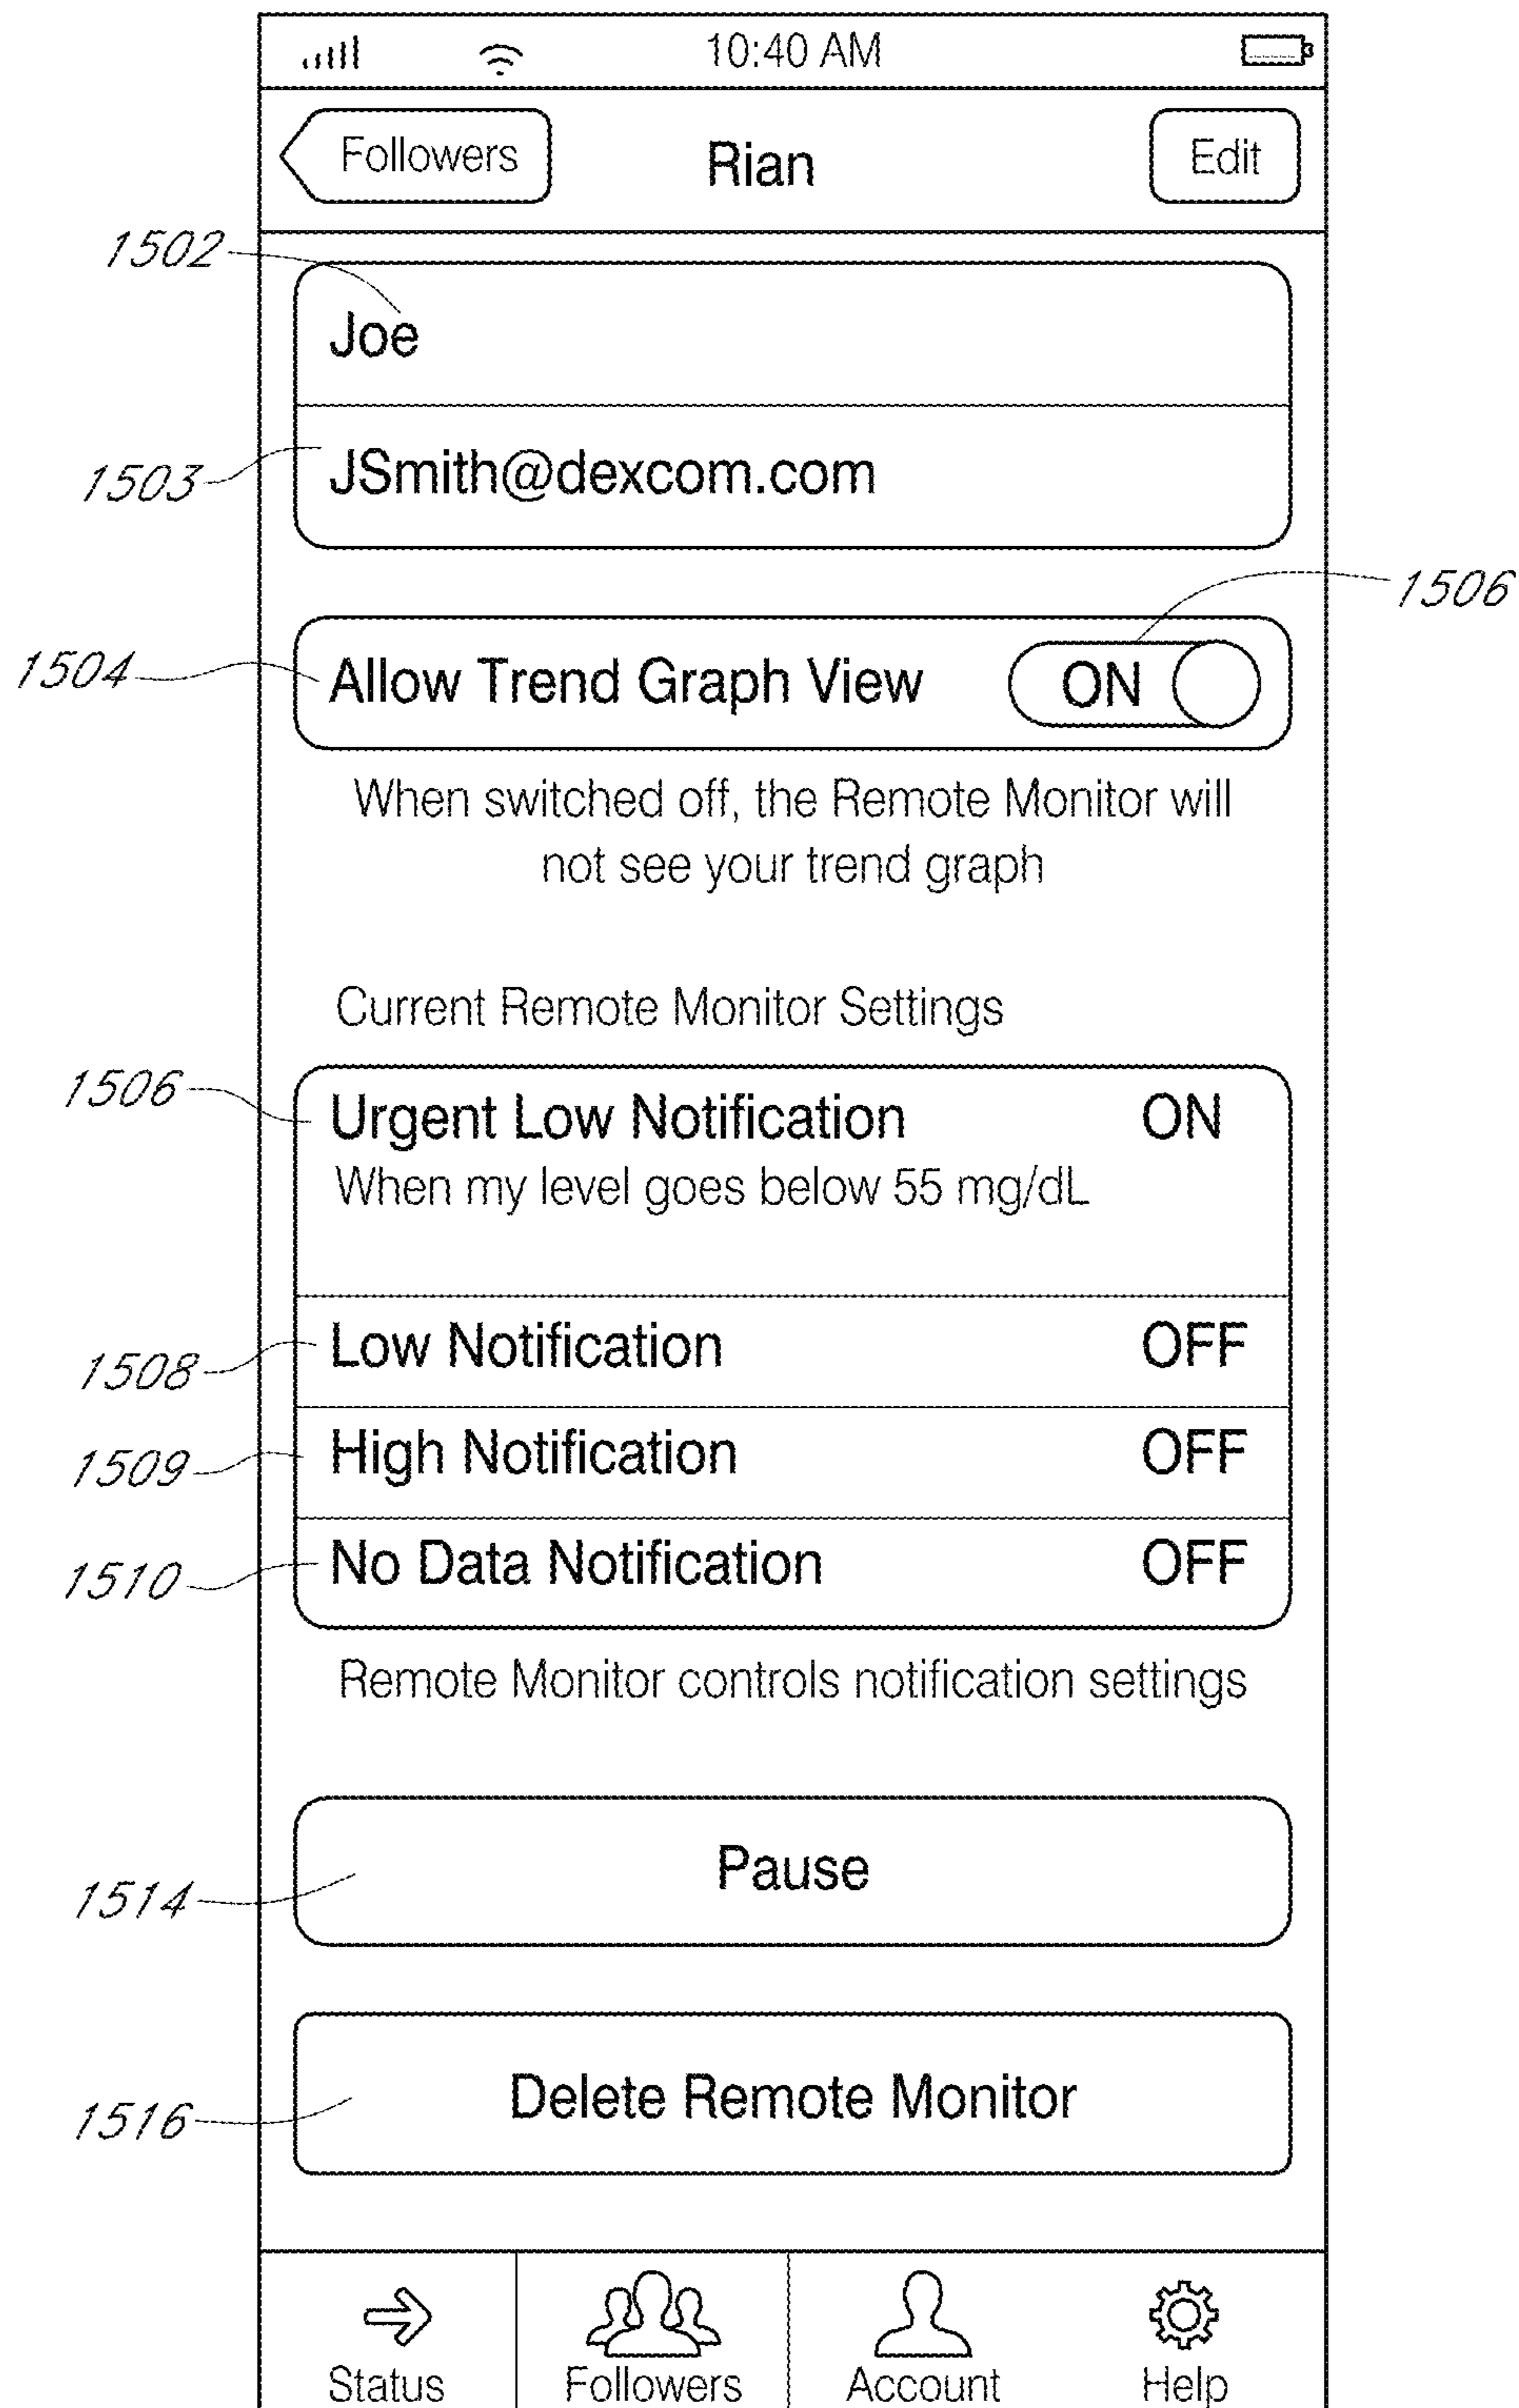 10:40 AM
Followers Rian Edit
1502
Joe
1503 JSmith@dexcom.com
1506
1504 Allow Trend Graph View ON
When switched off, the Remote Monitor will
not see your trend graph
Current Remote Monitor Settings
1506 Urgent Low Notification ON
When my level goes below 55 mg/dL
1508 Low Notification OFF
1509 High Notification OFF
1510 No Data Notification OFF
Remote Monitor controls notification settings
1514 Pause
1516 Delete Remote Monitor
Status Followers Account Help